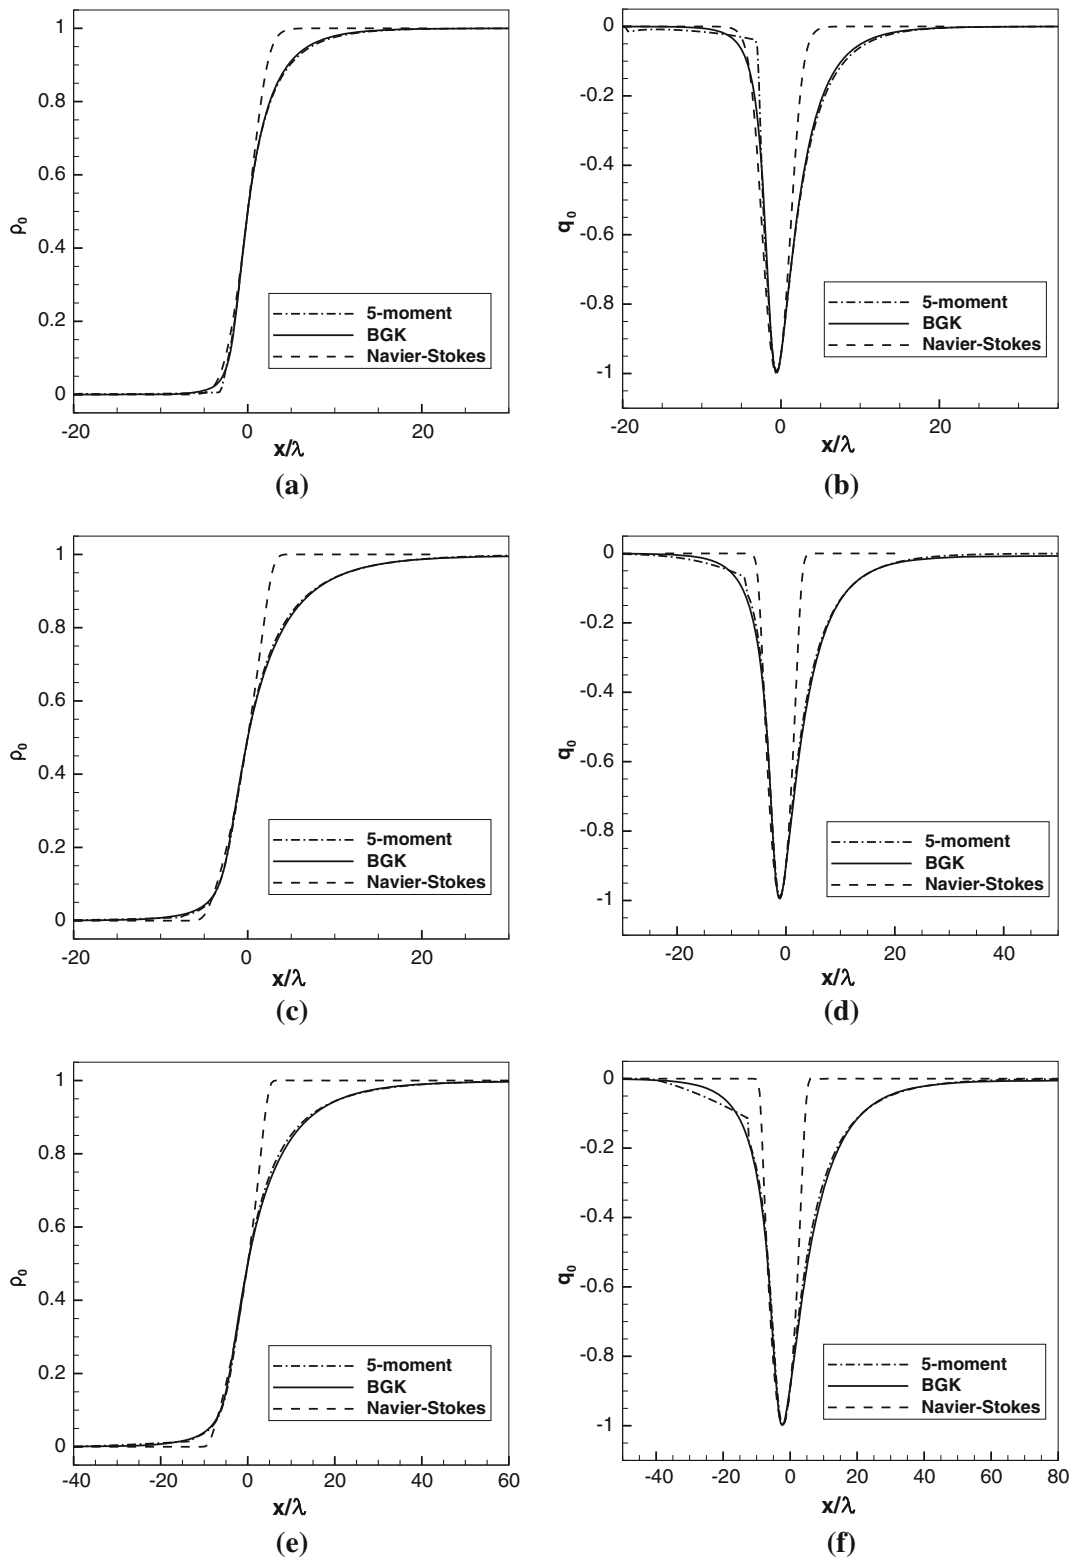 ρ₀
1
0.8
0.6
0.4
0.2
0
-20
0
20
x/λ
5-moment
BGK
Navier-Stokes
(a)
q₀
0
-0.2
-0.4
-0.6
-0.8
-1
-20
0
20
x/λ
5-moment
BGK
Navier-Stokes
(b)
ρ₀
1
0.8
0.6
0.4
0.2
0
-20
0
20
x/λ
5-moment
BGK
Navier-Stokes
(c)
q₀
0
-0.2
-0.4
-0.6
-0.8
-1
-20
0
20
40
x/λ
5-moment
BGK
Navier-Stokes
(d)
ρ₀
1
0.8
0.6
0.4
0.2
0
-40
-20
0
20
40
60
x/λ
5-moment
BGK
Navier-Stokes
(e)
q₀
0
-0.2
-0.4
-0.6
-0.8
-1
-40
-20
0
20
40
60
80
x/λ
5-moment
BGK
Navier-Stokes
(f)